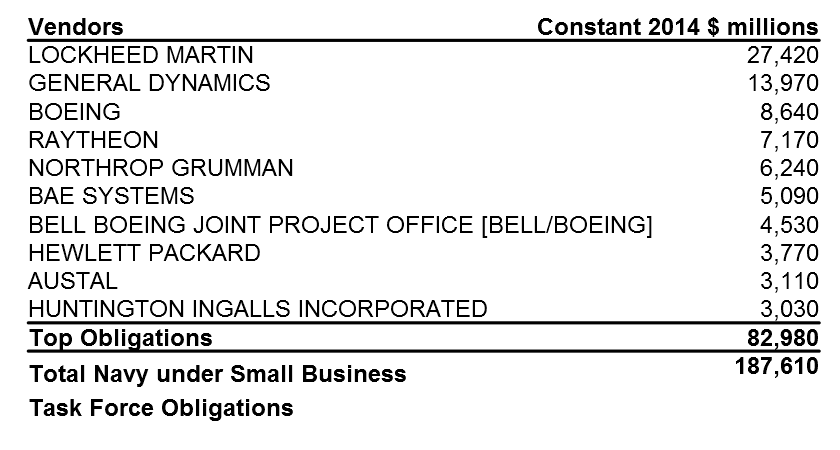 Vendors Constant 2014 $ millions
LOCKHEED MARTIN 27,420
GENERAL DYNAMICS 13,970
BOEING 8,640
RAYTHEON 7,170
NORTHROP GRUMMAN 6,240
BAE SYSTEMS 5,090
BELL BOEING JOINT PROJECT OFFICE [BELL/BOEING] 4,530
HEWLETT PACKARD 3,770
AUSTAL 3,110
HUNTINGTON INGALLS INCORPORATED 3,030
Top Obligations 82,980
Total Navy under Small Business 187,610
Task Force Obligations